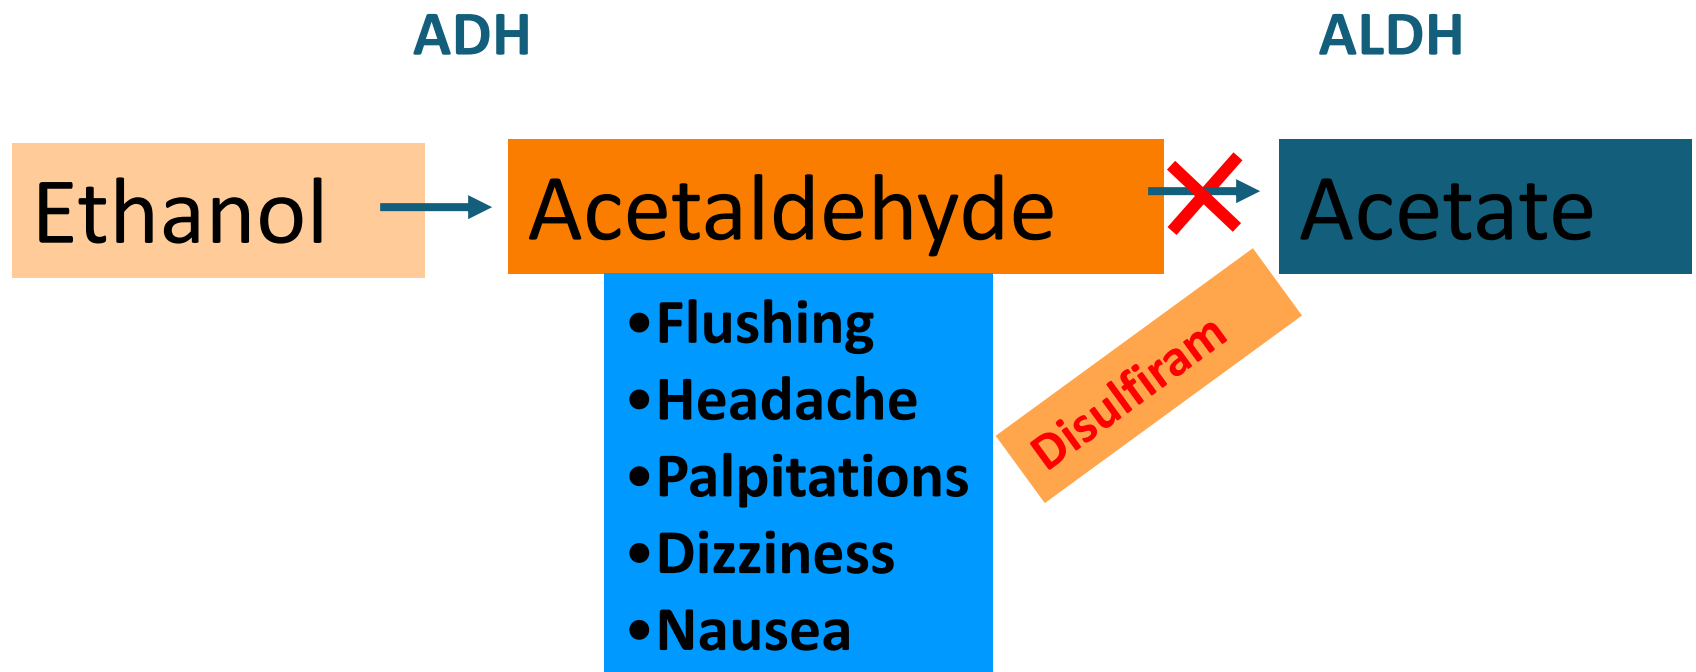 ADH
ALDH
Ethanol
Acetaldehyde
Acetate
•Flushing
•Headache
•Palpitations
•Dizziness
•Nausea
Disulfiram